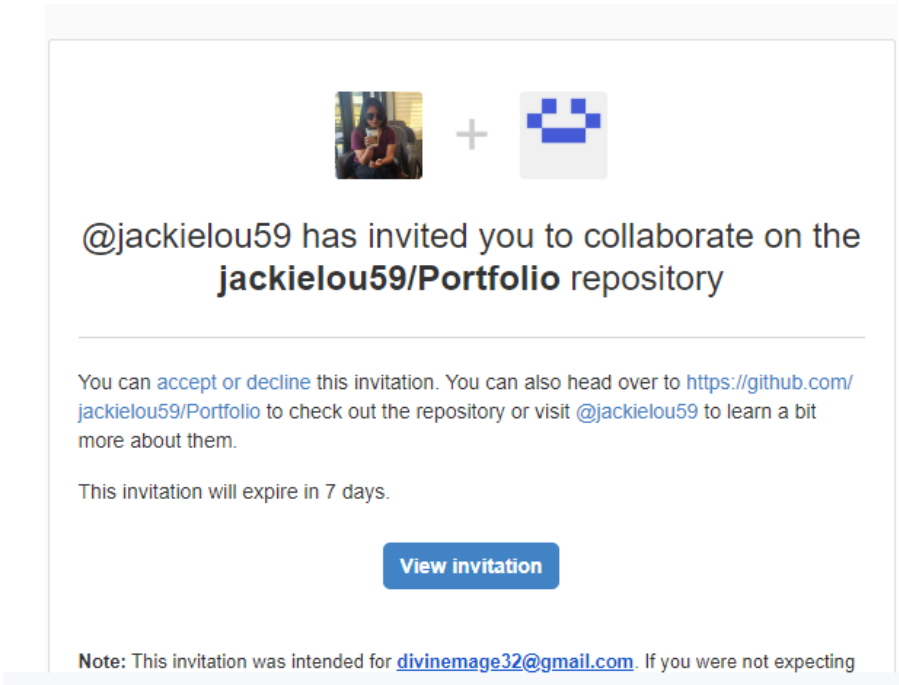 @jackielou59 has invited you to collaborate on the
jackielou59/Portfolio repository
You can accept or decline this invitation. You can also head over to https://github.com/
jackielou59/Portfolio to check out the repository or visit @jackielou59 to learn a bit
more about them.
This invitation will expire in 7 days.
View invitation
Note: This invitation was intended for divinemage32@gmail.com. If you were not expecting